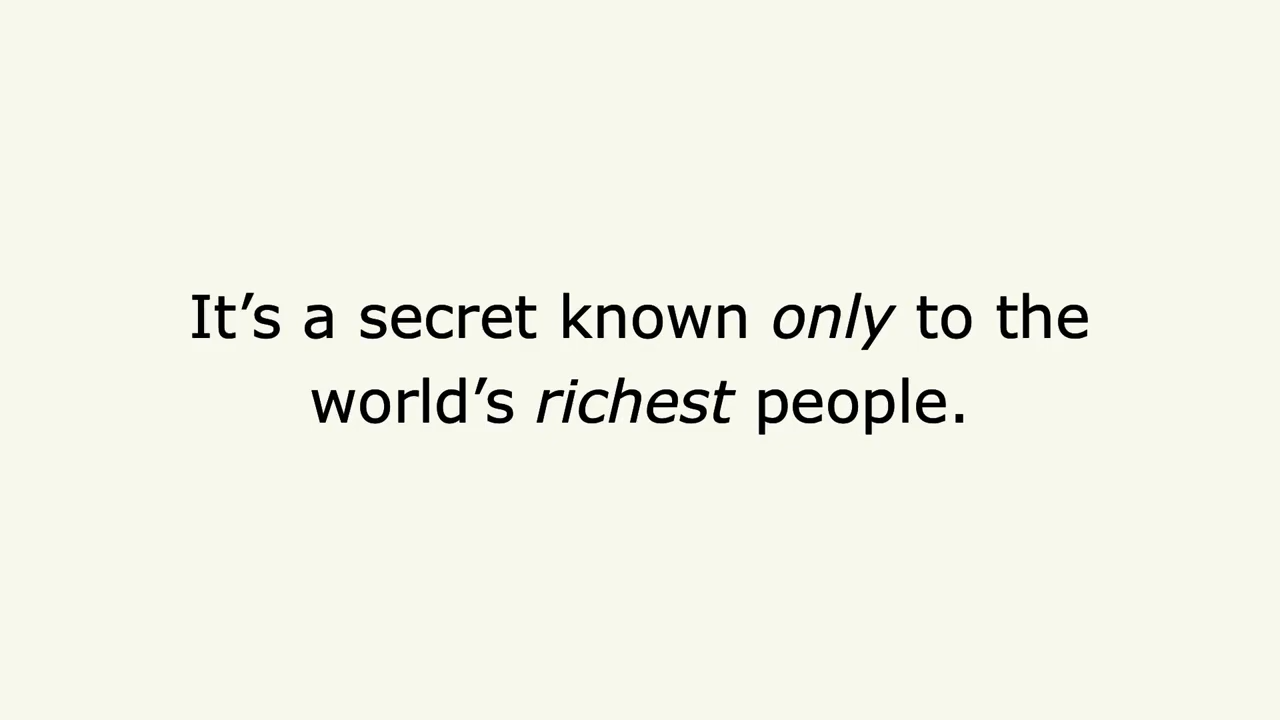 It’s a secret known only to the
world’s richest people.